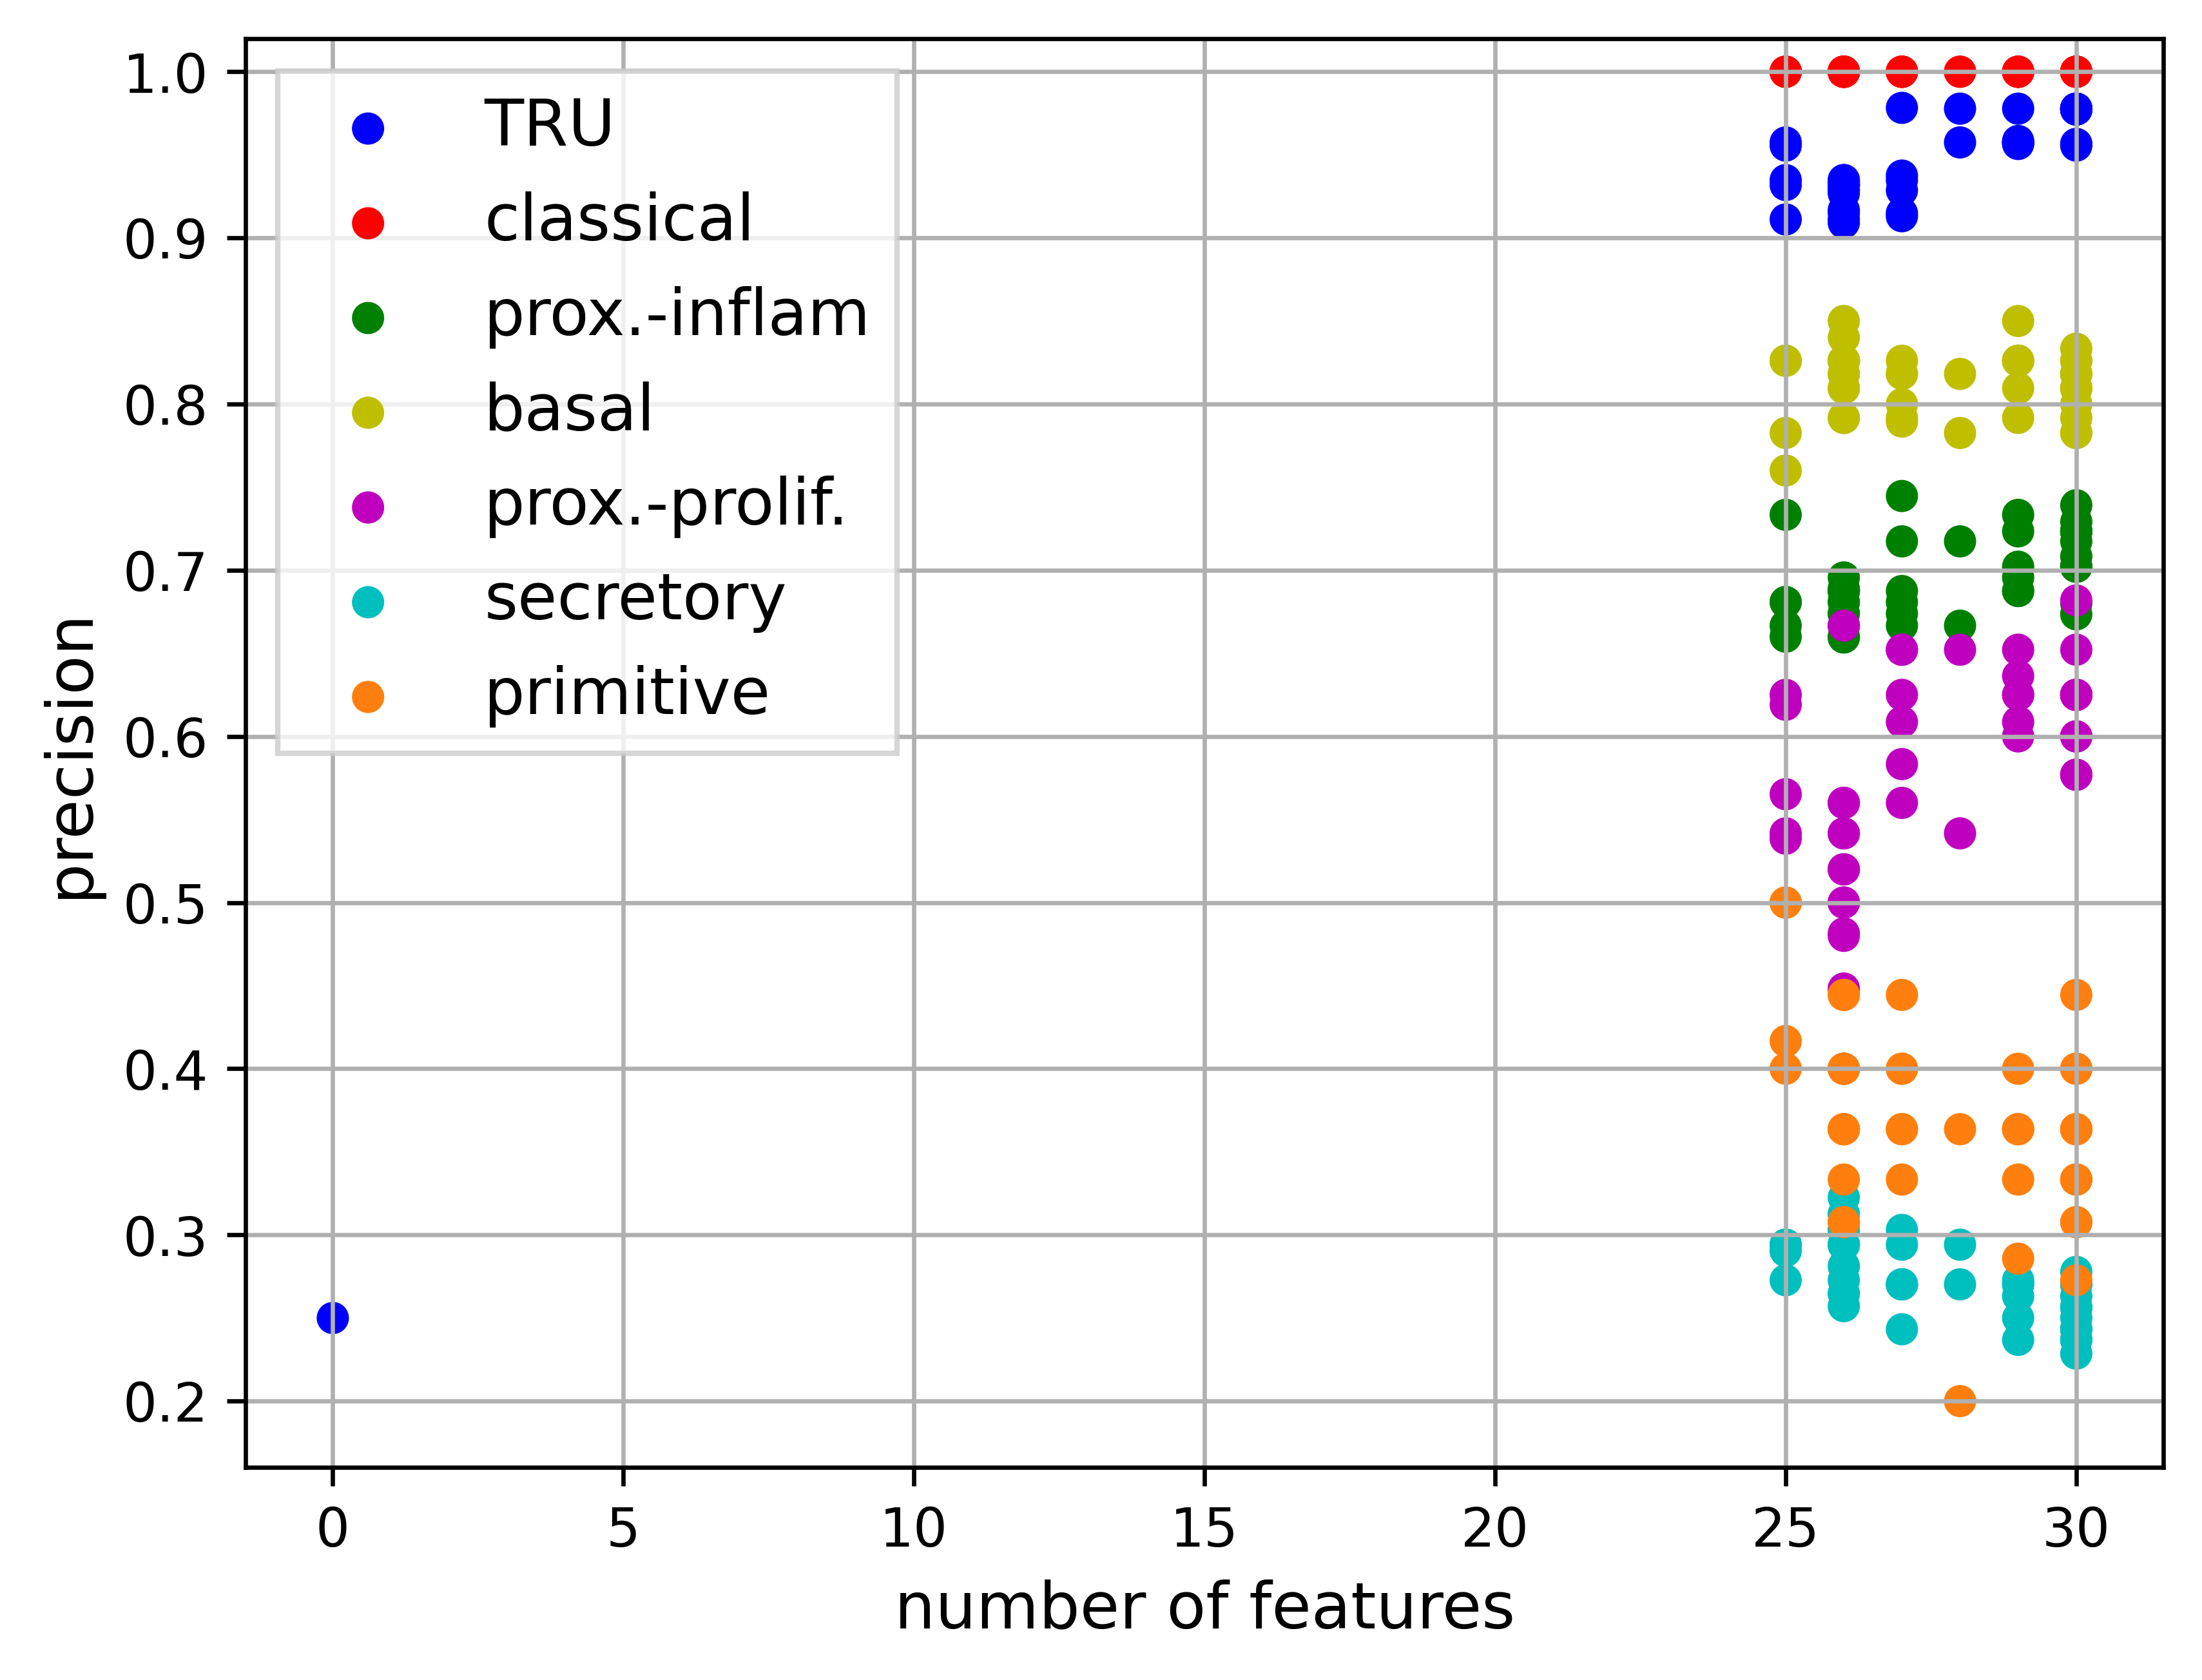 1.0
0.9
0.8
0.7
0.6
0.5
0.4
0.3
0.2
precision
TRU
classical
prox.-inflam
basal
prox.-prolif.
secretory
primitive
0 5 10 15 20 25 30
number of features